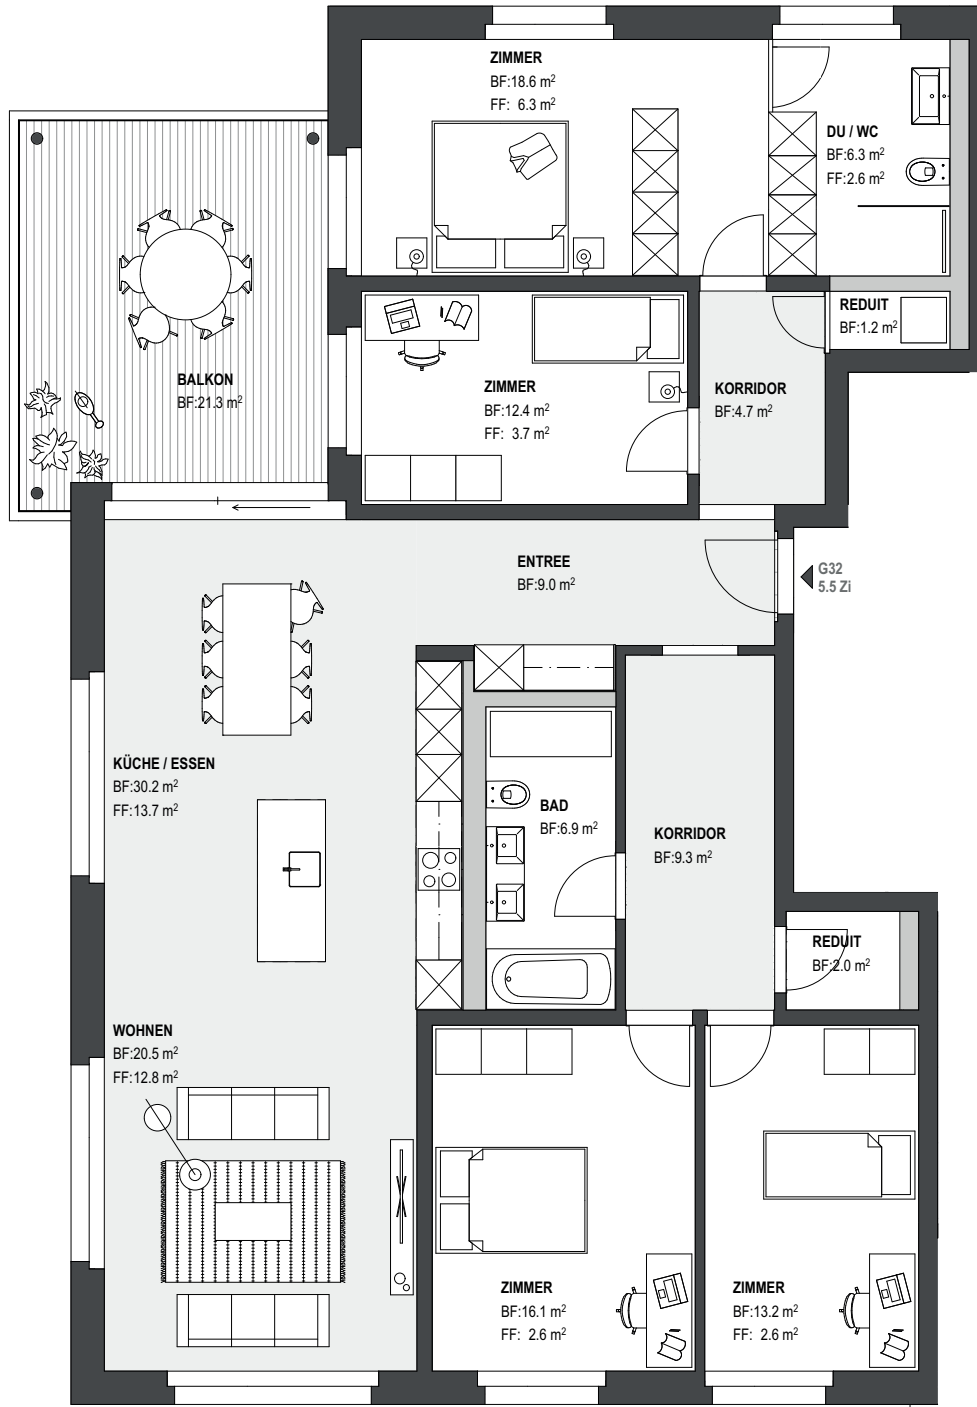 ZIMMER
BF:18.6 m²
FF: 6.3 m²
DU / WC
BF:6.3 m²
FF:2.6 m²
REDUIT
BF:1.2 m²
BALKON
BF:21.3 m²
ZIMMER
BF:12.4 m²
FF: 3.7 m²
KORRIDOR
BF:4.7 m²
ENTREE
BF:9.0 m²
G32
5.5 Zi
KÜCHE / ESSEN
BF:30.2 m²
FF:13.7 m²
BAD
BF:6.9 m²
KORRIDOR
BF:9.3 m²
REDUIT
BF:2.0 m²
WOHNEN
BF:20.5 m²
FF:12.8 m²
ZIMMER
BF:16.1 m²
FF: 2.6 m²
ZIMMER
BF:13.2 m²
FF: 2.6 m²